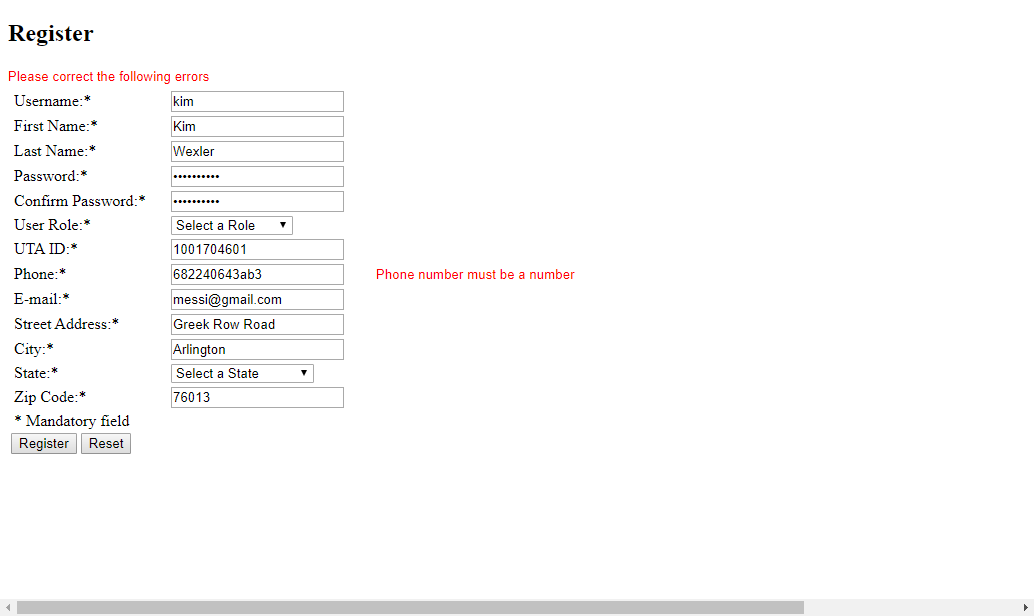 Register
Please correct the following errors
Username:* kim
First Name:* Kim
Last Name:* Wexler
Password:* ••••••••••
Confirm Password:* ••••••••••
User Role:* Select a Role
UTA ID:* 1001704601
Phone:* 682240643ab3 Phone number must be a number
E-mail:* messi@gmail.com
Street Address:* Greek Row Road
City:* Arlington
State:* Select a State
Zip Code:* 76013
* Mandatory field
Register Reset